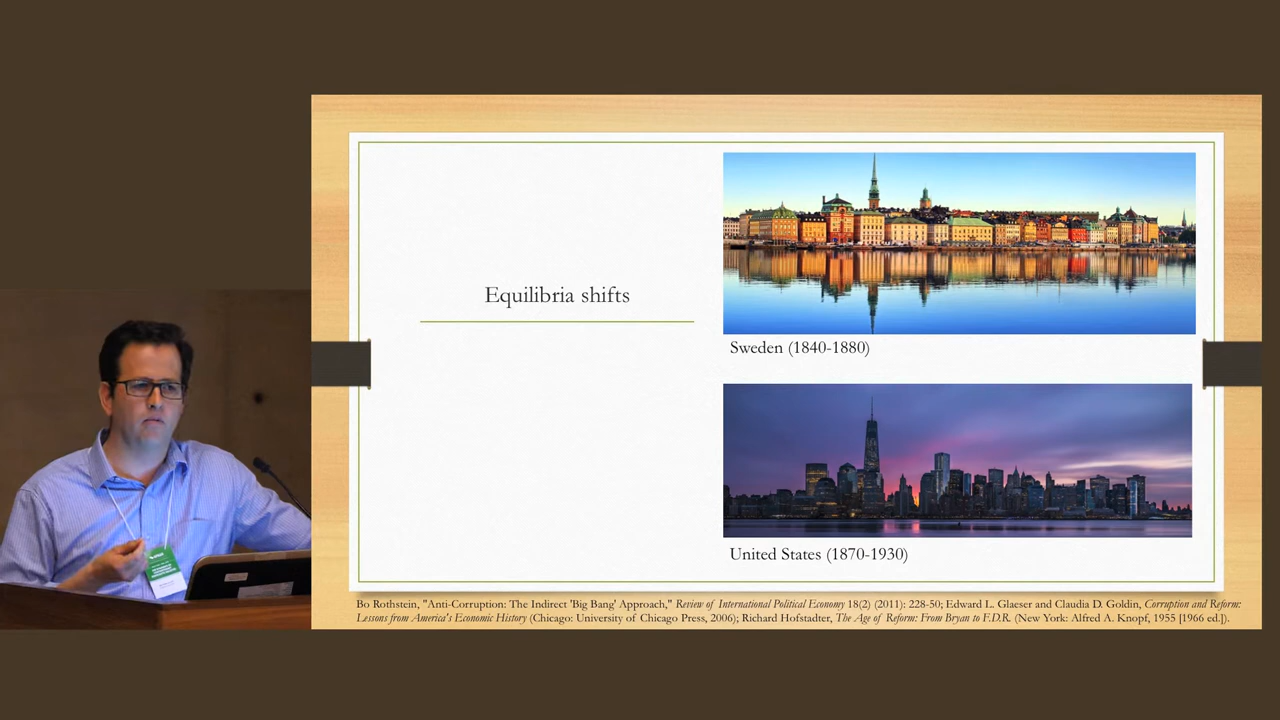 Equilibria shifts
Sweden (1840-1880)
United States (1870-1930)
Bo Rothstein, "Anti-Corruption: The Indirect 'Big Bang' Approach," Review of International Political Economy 18(2) (2011): 228-50; Edward L. Glaeser and Claudia D. Goldin, Corruption and Reform:
Lessons from America's Economic History (Chicago: University of Chicago Press, 2006); Richard Hofstadter, The Age of Reform: From Bryan to F.D.R. (New York: Alfred A. Knopf, 1955 [1966 ed.]).